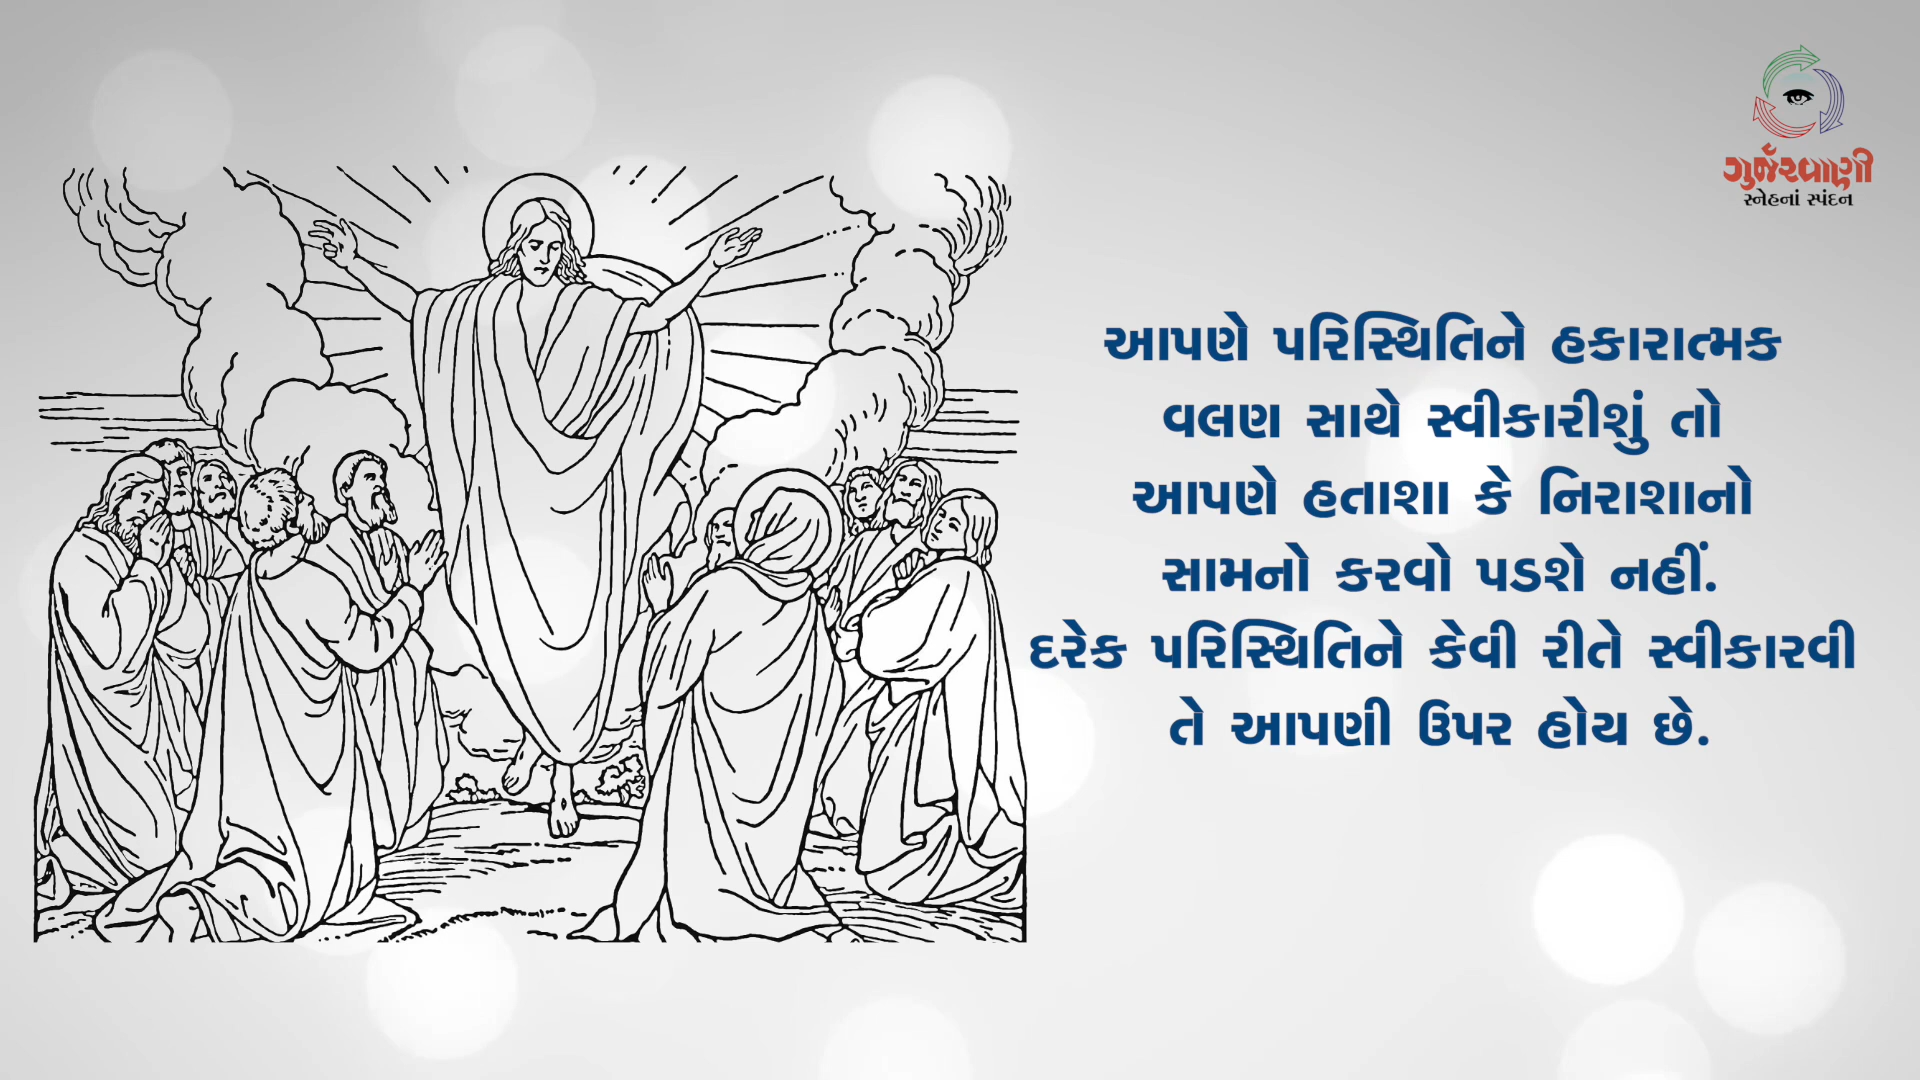 ગુર્જરવાણી
સ્નેહનાં સ્પંદન
આપણે પરિસ્થિતિને હકારાત્મક
વલણ સાથે સ્વીકારીશું તો
આપણે હતાશા કે નિરાશાનો
સામનો કરવો પડશે નહીં.
દરેક પરિસ્થિતિને કેવી રીતે સ્વીકારવી
તે આપણી ઉપર હોય છે.